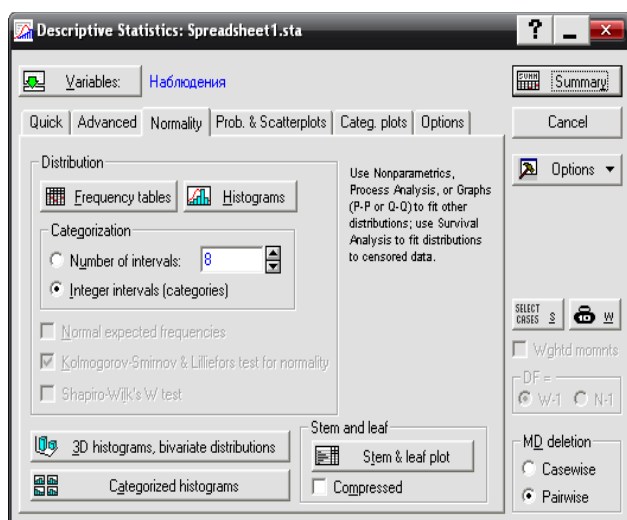 Descriptive Statistics: Spreadsheet1.sta
Variables: Наблюдения
Summary
Cancel
Options
Quick Advanced Normality Prob. & Scatterplots Categ. plots Options
Distribution
Frequency tables Histograms
Categorization
Number of intervals: 8
Integer intervals (categories)
Normal expected frequencies
Kolmogorov-Smirnov & Lilliefors test for normality
Shapiro-Wilk's W test
Use Nonparametrics,
Process Analysis, or Graphs
(P-P or Q-Q) to fit other
distributions; use Survival
Analysis to fit distributions
to censored data.
3D histograms, bivariate distributions
Categorized histograms
Stem and leaf
Stem & leaf plot
Compressed
SELECT CASES S W
Wghtd momnts
DF =
W-1 N-1
MD deletion
Casewise
Pairwise